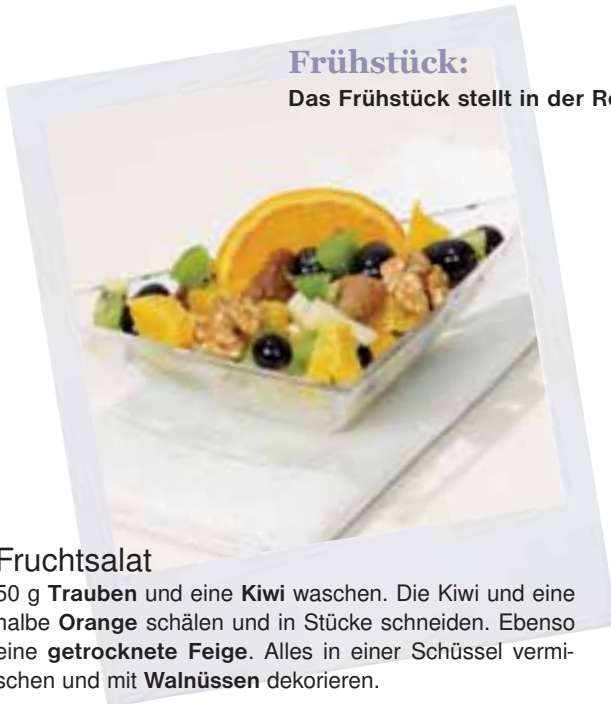 Frühstück:
Das Frühstück stellt in der
Fruchtsalat
50 g Trauben und eine Kiwi waschen. Die Kiwi und eine
halbe Orange schälen und in Stücke schneiden. Ebenso
eine getrocknete Feige. Alles in einer Schüssel vermi-
schen und mit Walnüssen dekorieren.